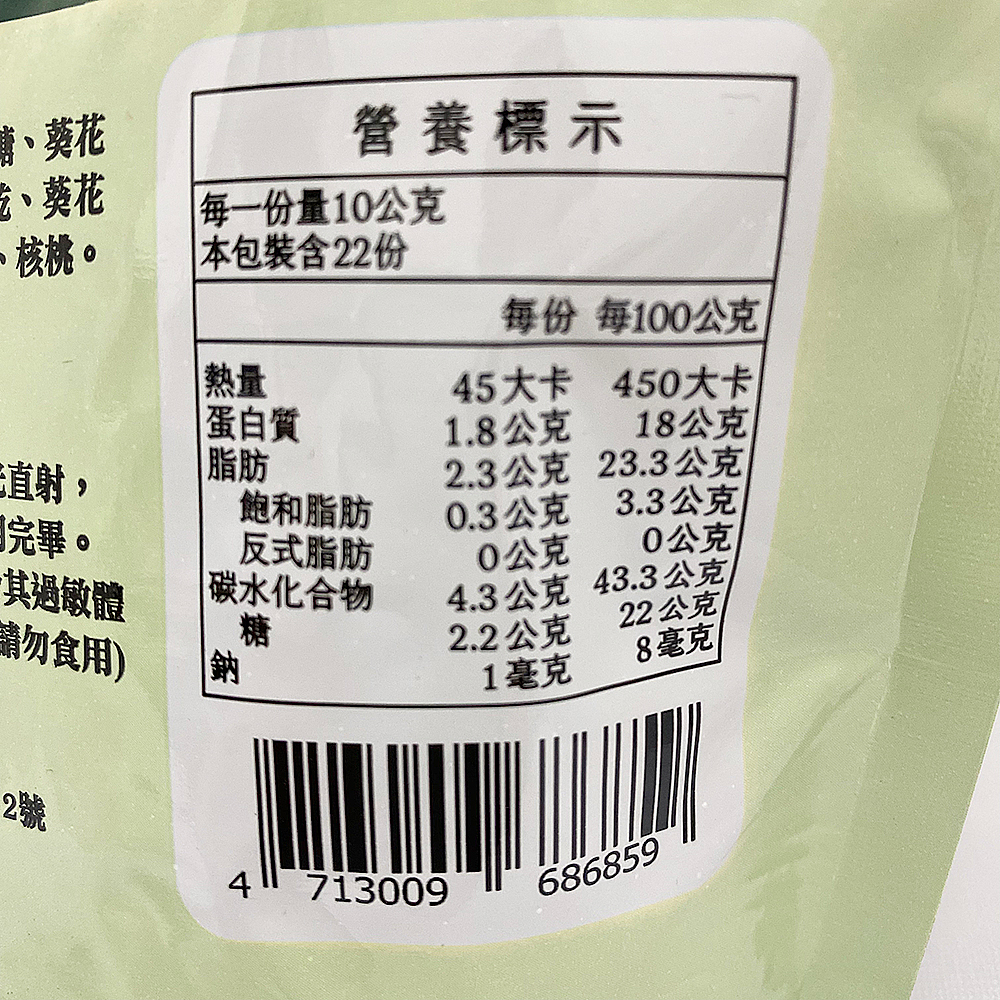 糖、葵花
乾、葵花
、核桃。
光直射，
用完畢。
其過敏體
請勿食用)
2號
營養標示
每一份量10公克
本包裝含22份
每份 每100公克
熱量 45大卡 450大卡
蛋白質 1.8公克 18公克
脂肪 2.3公克 23.3公克
飽和脂肪 0.3公克 3.3公克
反式脂肪 0公克 0公克
碳水化合物 4.3公克 43.3公克
糖 2.2公克 22公克
鈉 1毫克 8毫克
4 713009 686859